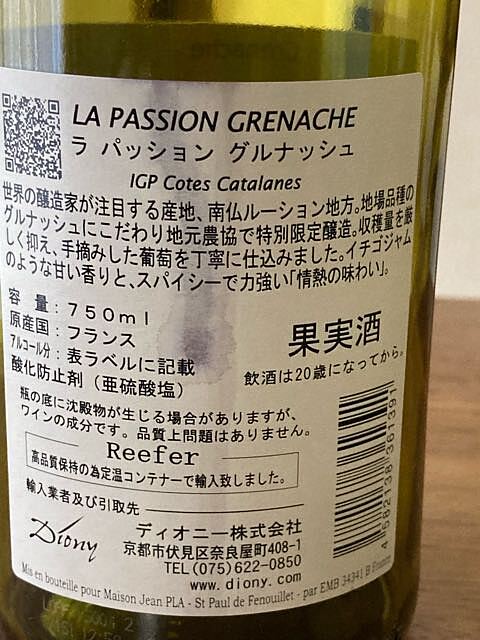 LA PASSION GRENACHE
ラ パッション グルナッシュ
IGP Cotes Catalanes
世界の醸造家が注目する産地、南仏ルーション地方。地場品種の
グルナッシュにこだわり地元農協で特別限定醸造。収穫量を厳
しく抑え、手摘みした葡萄を丁寧に仕込みました。イチゴジャム
のような甘い香りと、スパイシーで力強い「情熱の味わい」。
容 量：750ml
原産国：フランス
アルコール分：表ラベルに記載
酸化防止剤（亜硫酸塩）
果実酒
飲酒は20歳になってから。
瓶の底に沈殿物が生じる場合がありますが、
ワインの成分です。品質上問題はありません。
Reefer
高品質保持の為定温コンテナーで輸入致しました。
輸入業者及び引取先
Diony
ディオニー株式会社
京都市伏見区奈良屋町408-1
TEL(075)622-0850
www.diony.com
4582138361391
Mis en bouteille pour Maison Jean PLA - St Paul de Fenouillet - par EMB 34341 B France